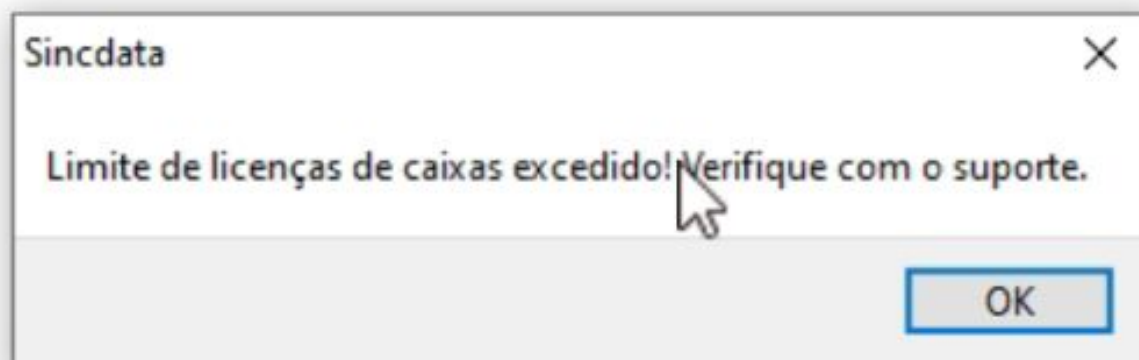 Sincdata
Limite de licenças de caixas excedido! Verifique com o suporte.
OK